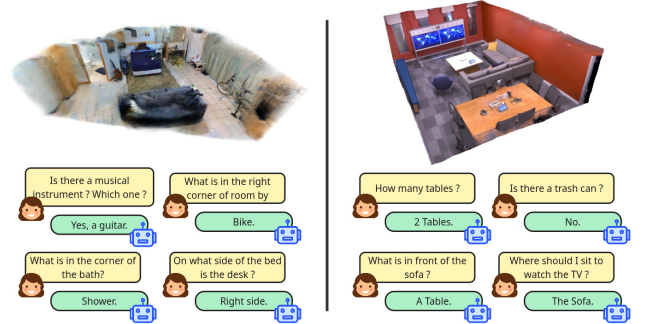 Is there a musical
instrument ? Which one ?
Yes, a guitar.
What is in the right
corner of room by
Bike.
What is in the corner of
the bath?
Shower.
On what side of the bed
is the desk ?
Right side.
How many tables ?
2 Tables.
Is there a trash can ?
No.
What is in front of the
sofa ?
A Table.
Where should I sit to
watch the TV ?
The Sofa.